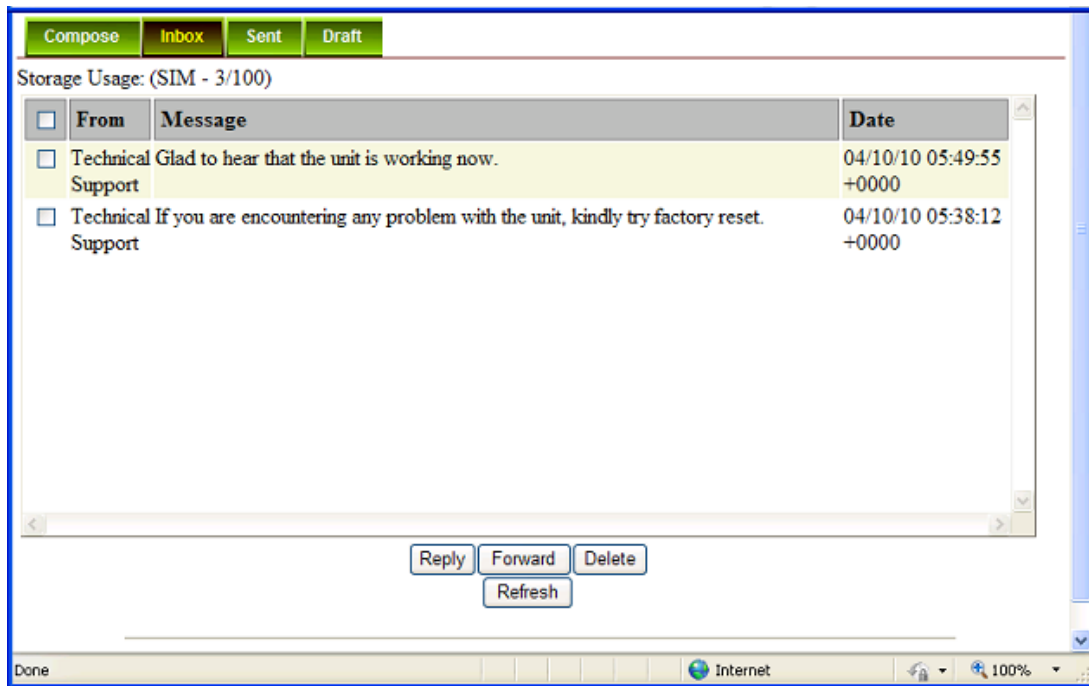 Compose Inbox Sent Draft
Storage Usage: (SIM - 3/100)
From Message Date
Technical Glad to hear that the unit is working now. 04/10/10 05:49:55
Support +0000
Technical If you are encountering any problem with the unit, kindly try factory reset. 04/10/10 05:38:12
Support +0000
Reply Forward Delete
Refresh
Done Internet 100%